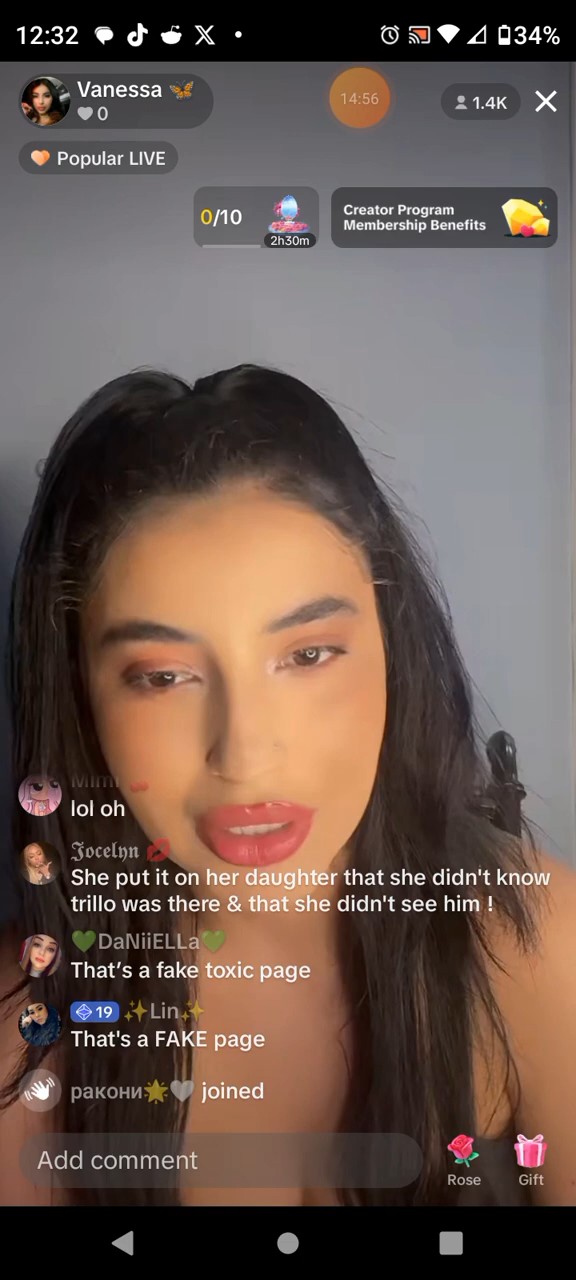 12:32
34%
Vanessa 🦋
0
14:56
1.4K
Popular LIVE
0/10
2h30m
Creator Program
Membership Benefits
Mimi
lol oh
𝕵𝖔𝖈𝖊𝖑𝖞𝖓 💋
She put it on her daughter that she didn't know
trillo was there & that she didn't see him !
💚DaNiiELLa💚
That’s a fake toxic page
19 ✨Lin✨
That's a FAKE page
ракони🌟🤍 joined
Add comment
Rose
Gift